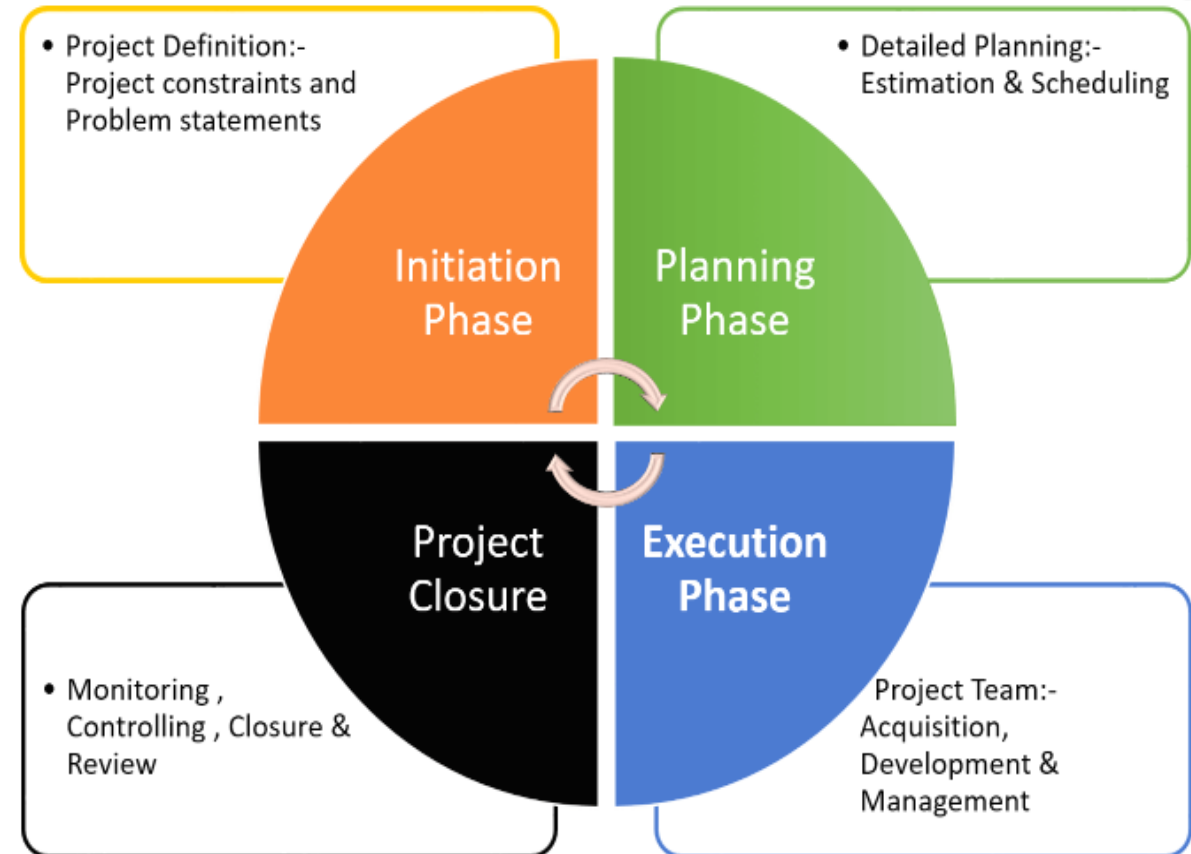 • Project Definition:-
Project constraints and
Problem statements
• Detailed Planning:-
Estimation & Scheduling
Initiation
Phase
Planning
Phase
Project
Closure
Execution
Phase
• Monitoring ,
Controlling , Closure &
Review
Project Team:-
Acquisition,
Development &
Management